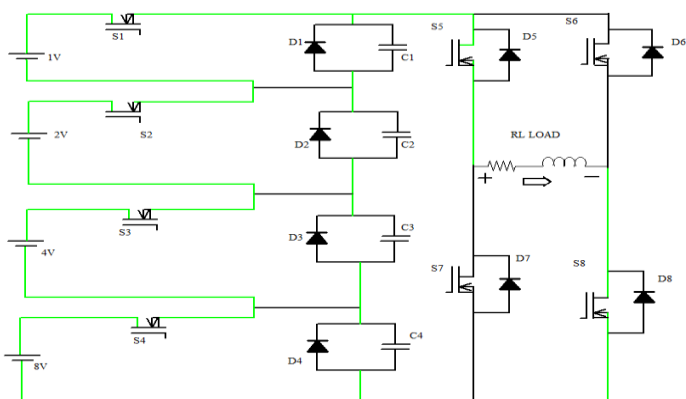 S1
1V
D1
C1
S5
D5
S6
D6
S2
2V
D2
C2
RL LOAD
+
−
S3
4V
D3
C3
S7
D7
S8
D8
S4
8V
D4
C4